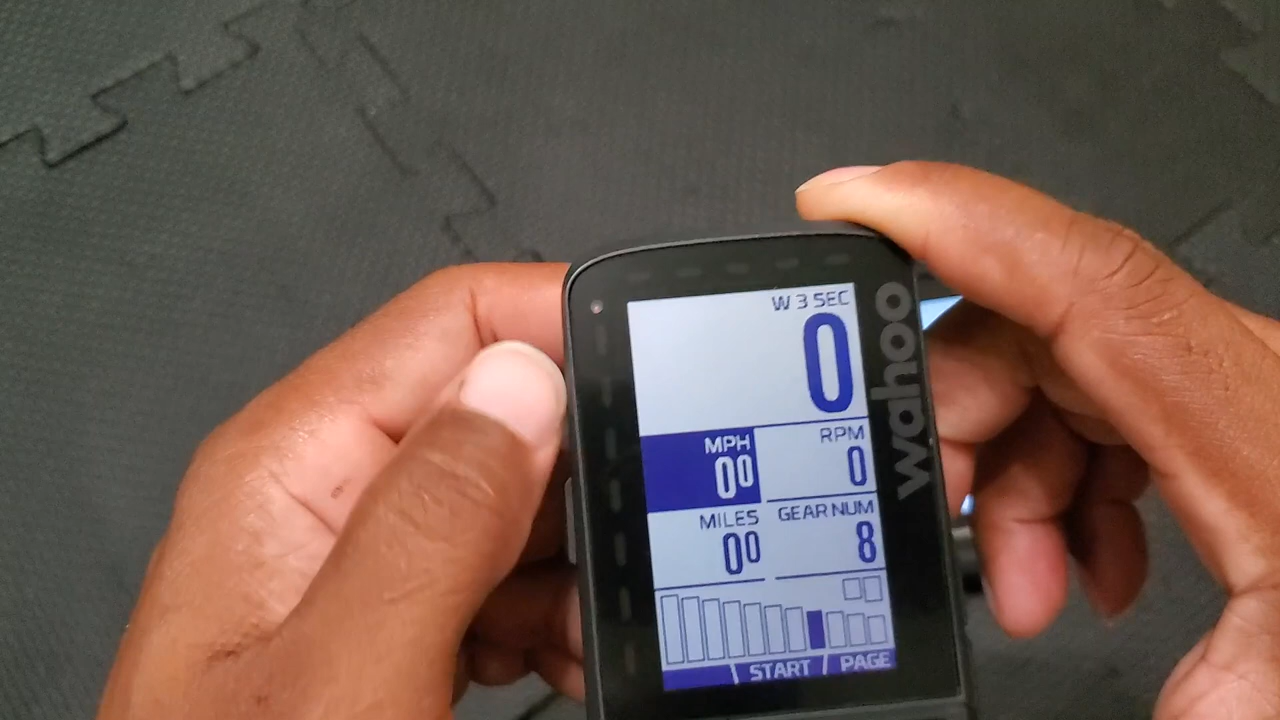 W 3 SEC
0
MPH
00
RPM
0
MILES
00
GEAR NUM
8
START
PAGE
wahoo